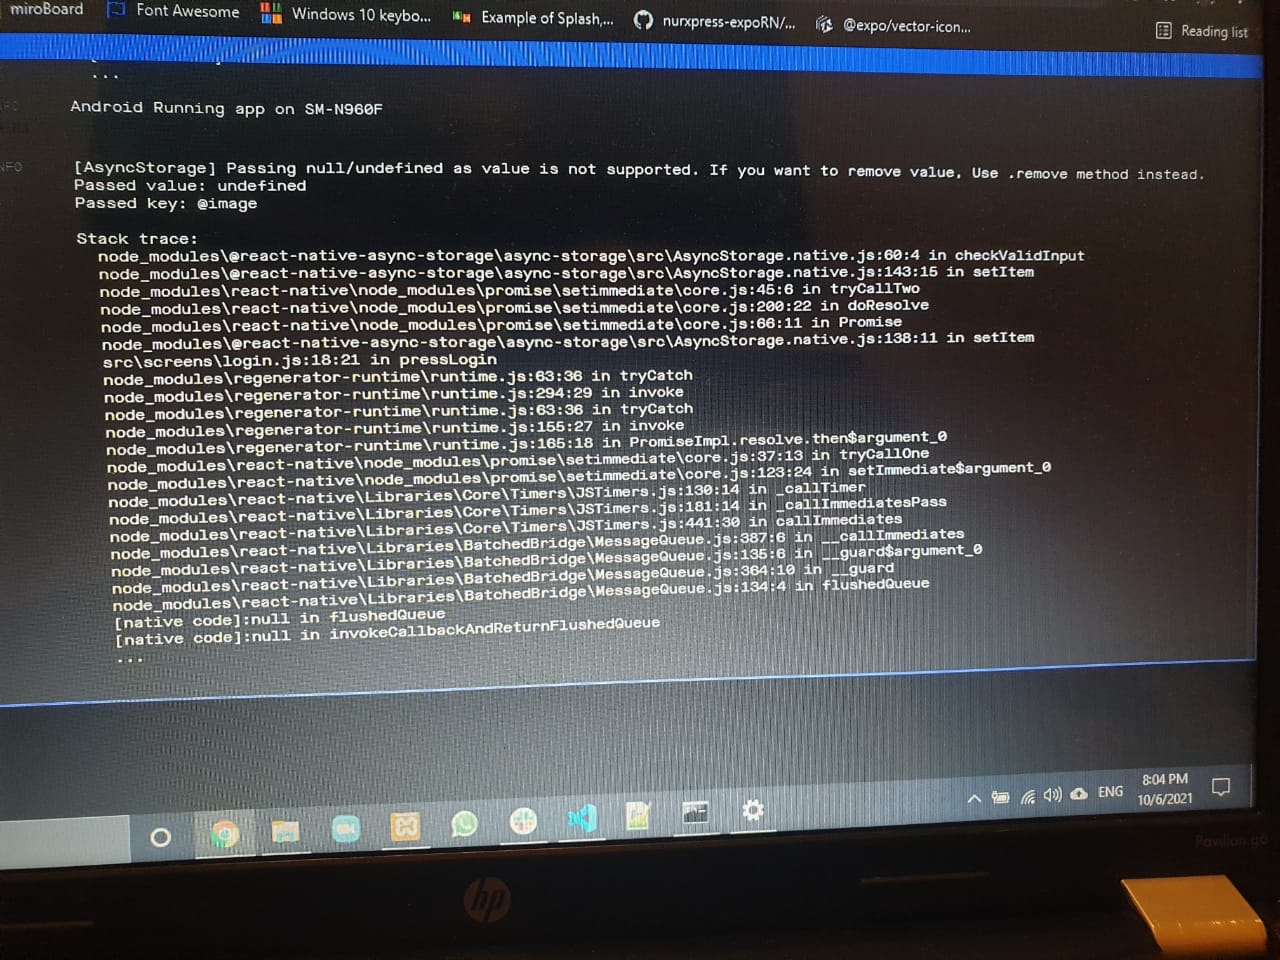 miroBoard
Font Awesome
Windows 10 keybo...
Example of Splash,...
nurxpress-expoRN/...
@expo/vector-icon...
Reading list
...
Android Running app on SM-N960F
[AsyncStorage] Passing null/undefined as value is not supported. If you want to remove value, Use .remove method instead.
Passed value: undefined
Passed key: @image
Stack trace:
node_modules\@react-native-async-storage\async-storage\src\AsyncStorage.native.js:60:4 in checkValidInput
node_modules\@react-native-async-storage\async-storage\src\AsyncStorage.native.js:143:15 in setItem
node_modules\react-native\node_modules\promise\setimmediate\core.js:45:6 in tryCallTwo
node_modules\react-native\node_modules\promise\setimmediate\core.js:200:22 in doResolve
node_modules\react-native\node_modules\promise\setimmediate\core.js:66:11 in Promise
node_modules\@react-native-async-storage\async-storage\src\AsyncStorage.native.js:138:11 in setItem
src\screens\login.js:18:21 in pressLogin
node_modules\regenerator-runtime\runtime.js:63:36 in tryCatch
node_modules\regenerator-runtime\runtime.js:294:29 in invoke
node_modules\regenerator-runtime\runtime.js:63:36 in tryCatch
node_modules\regenerator-runtime\runtime.js:155:27 in invoke
node_modules\regenerator-runtime\runtime.js:165:18 in PromiseImpl.resolve.then$argument_0
node_modules\react-native\node_modules\promise\setimmediate\core.js:37:13 in tryCallOne
node_modules\react-native\node_modules\promise\setimmediate\core.js:123:24 in setImmediate$argument_0
node_modules\react-native\Libraries\Core\Timers\JSTimers.js:130:14 in _callTimer
node_modules\react-native\Libraries\Core\Timers\JSTimers.js:181:14 in _callImmediatesPass
node_modules\react-native\Libraries\Core\Timers\JSTimers.js:441:30 in callImmediates
node_modules\react-native\Libraries\BatchedBridge\MessageQueue.js:387:6 in __callImmediates
node_modules\react-native\Libraries\BatchedBridge\MessageQueue.js:135:6 in __guard$argument_0
node_modules\react-native\Libraries\BatchedBridge\MessageQueue.js:364:10 in __guard
node_modules\react-native\Libraries\BatchedBridge\MessageQueue.js:134:4 in flushedQueue
[native code]:null in flushedQueue
[native code]:null in invokeCallbackAndReturnFlushedQueue
...
ENG
8:04 PM
10/6/2021
Pavilion g6
hp